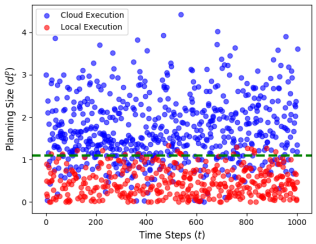 Cloud Execution
Local Execution
Planning Size (d_t^p)
4
3
2
1
0
0 200 400 600 800 1000
Time Steps (t)